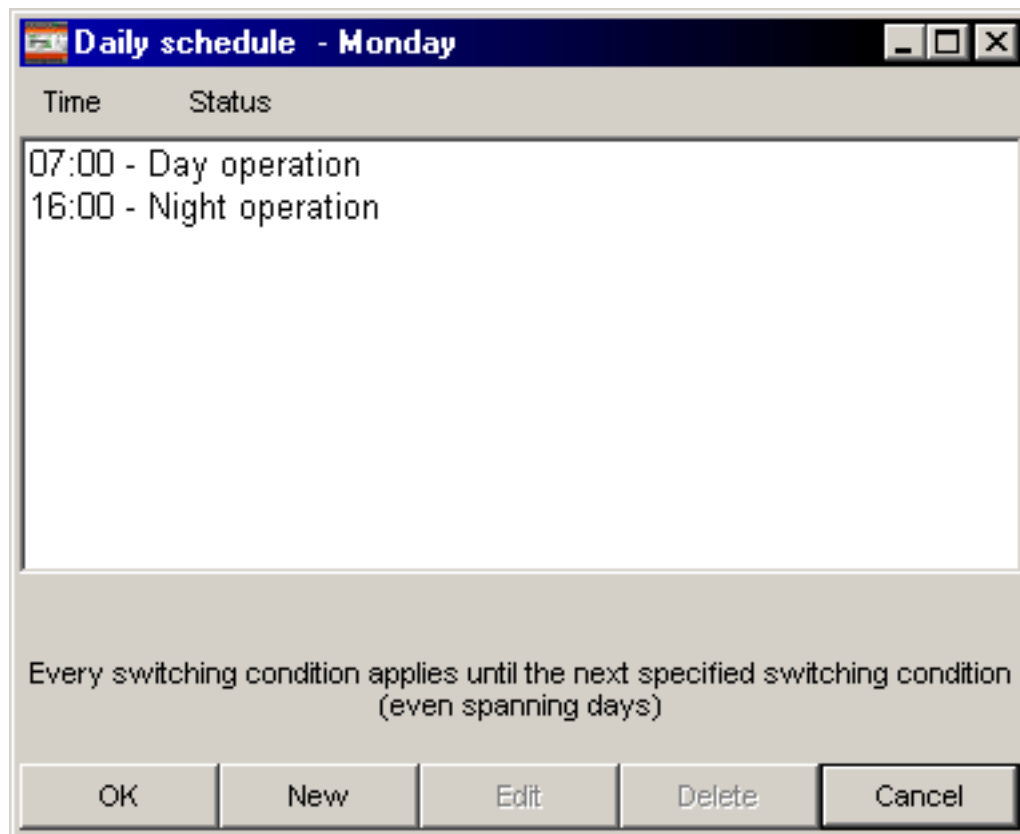 Daily schedule - Monday
Time Status
07:00 - Day operation
16:00 - Night operation
Every switching condition applies until the next specified switching condition
(even spanning days)
OK New Edit Delete Cancel